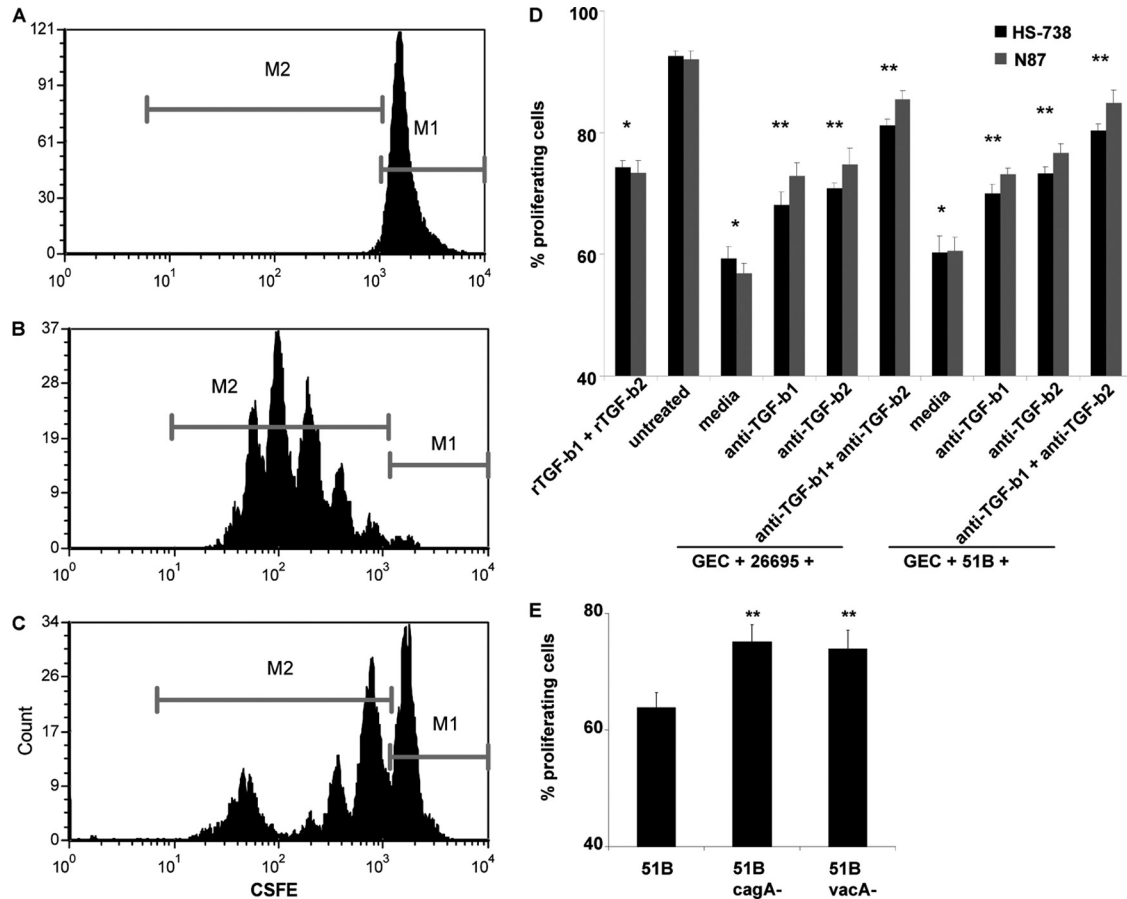 A
121
91
61
30
0
M2
M1
10^0
10^1
10^2
10^3
10^4
B
37
28
19
9
0
M2
M1
10^0
10^1
10^2
10^3
10^4
C
34
26
17
9
0
Count
M2
M1
10^0
10^1
10^2
10^3
10^4
CSFE
D
% proliferating cells
100
80
60
40
HS-738
N87
*
**
**
**
*
**
**
**
*
rTGF-b1 + rTGF-b2
untreated
media
anti-TGF-b1
anti-TGF-b2
anti-TGF-b1+ anti-TGF-b2
media
anti-TGF-b1
anti-TGF-b2
anti-TGF-b1 + anti-TGF-b2
GEC + 26695 +
GEC + 51B +
E
% proliferating cells
80
60
40
**
**
51B
51B
cagA-
51B
vacA-